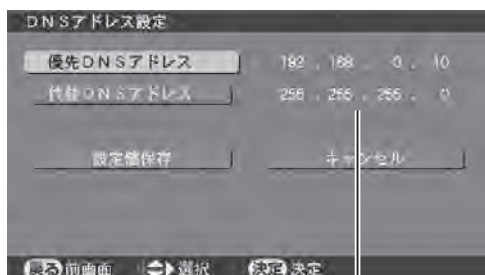 DNSアドレス設定
優先DNSアドレス 192 . 168 . 0 . 10
代替DNSアドレス 255 . 255 . 255 . 0
設定値保存 キャンセル
戻る 前画面 選択 決定 決定